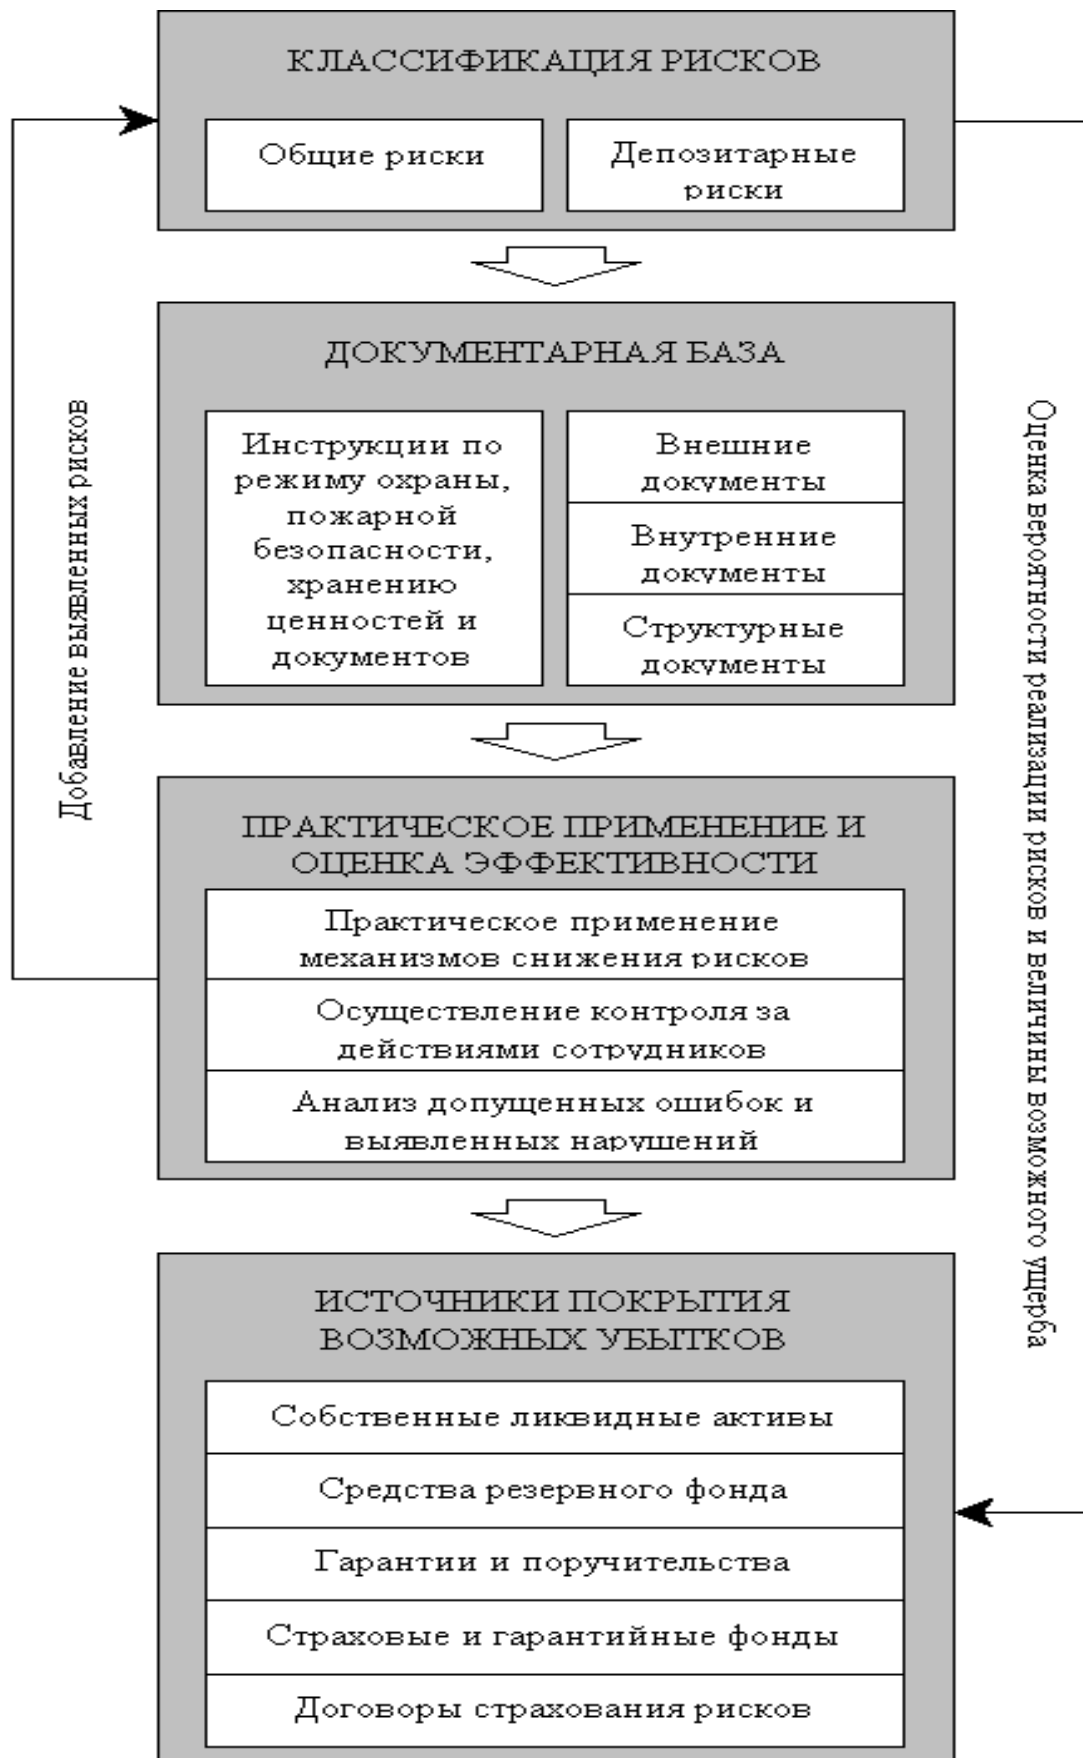 КЛАССИФИКАЦИЯ РИСКОВ
Общие риски
Депозитарные
риски
ДОКУМЕНТАРНАЯ БАЗА
Инструкции по
режиму охраны,
пожарной
безопасности,
хранению
ценностей и
документов
Внешние
документы
Внутренние
документы
Структурные
документы
ПРАКТИЧЕСКОЕ ПРИМЕНЕНИЕ И
ОЦЕНКА ЭФФЕКТИВНОСТИ
Практическое применение
механизмов снижения рисков
Осуществление контроля за
действиями сотрудников
Анализ допущенных ошибок и
выявленных нарушений
ИСТОЧНИКИ ПОКРЫТИЯ
ВОЗМОЖНЫХ УБЫТКОВ
Собственные ликвидные активы
Средства резервного фонда
Гарантии и поручительства
Страховые и гарантийные фонды
Договоры страхования рисков
Добавление выявленных рисков
Оценка вероятности реализации рисков и величины возможного ущерба